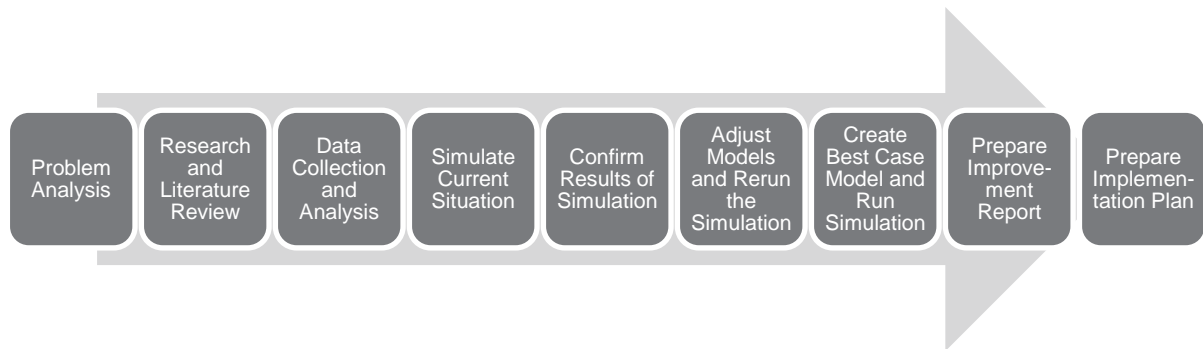 Problem
Analysis
Research
and
Literature
Review
Data
Collection
and
Analysis
Simulate
Current
Situation
Confirm
Results of
Simulation
Adjust
Models
and Rerun
the
Simulation
Create
Best Case
Model and
Run
Simulation
Prepare
Improve-
ment
Report
Prepare
Implemen-
tation Plan